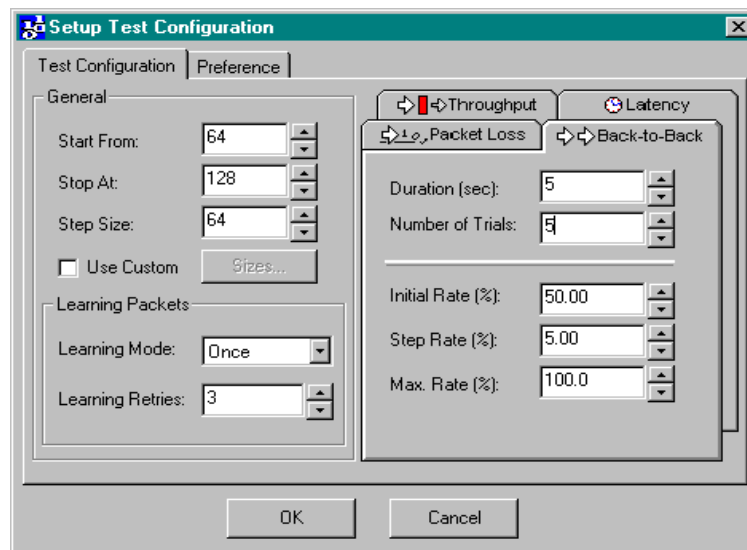 Setup Test Configuration
Test Configuration
Preference
General
Start From: 64
Stop At: 128
Step Size: 64
Use Custom
Sizes...
Learning Packets
Learning Mode: Once
Learning Retries: 3
Throughput
Latency
Packet Loss
Back-to-Back
Duration (sec): 5
Number of Trials: 5
Initial Rate (%): 50.00
Step Rate (%): 5.00
Max. Rate (%): 100.0
OK
Cancel